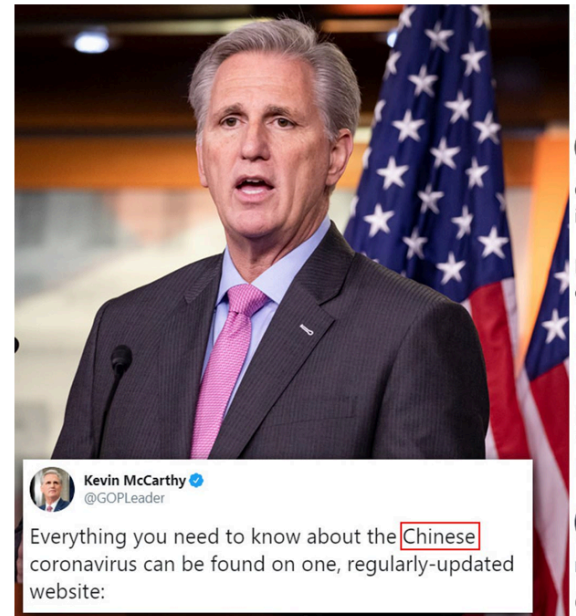 Kevin McCarthy
@GOPLeader
Everything you need to know about the Chinese
coronavirus can be found on one, regularly-updated
website: